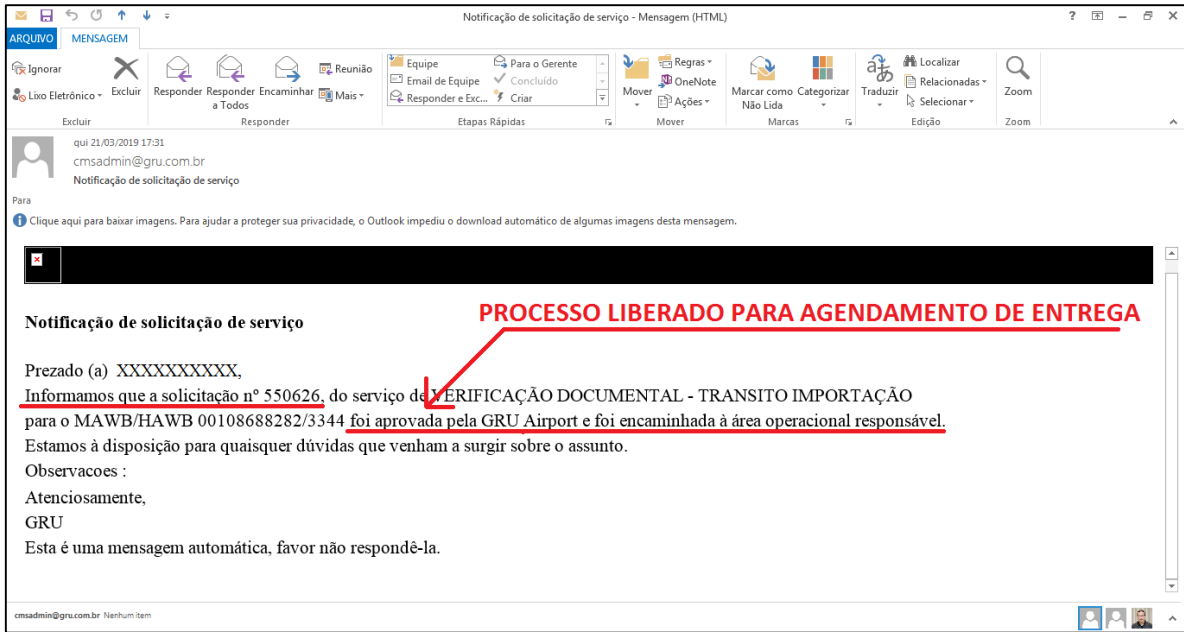 Notificação de solicitação de serviço - Mensagem (HTML)
ARQUIVO MENSAGEM
Ignorar
Lixo Eletrônico
Excluir
Responder
Responder a Todos
Encaminhar
Reunião
Mais
Equipe
Email de Equipe
Responder e Exc...
Para o Gerente
Concluído
Criar
Mover
Regras
OneNote
Ações
Marcar como Não Lida
Categorizar
Traduzir
Localizar
Relacionadas
Selecionar
Zoom
Excluir Responder Etapas Rápidas Mover Marcas Edição Zoom
qui 21/03/2019 17:31
cmsadmin@gru.com.br
Notificação de solicitação de serviço
Para
Clique aqui para baixar imagens. Para ajudar a proteger sua privacidade, o Outlook impediu o download automático de algumas imagens desta mensagem.
PROCESSO LIBERADO PARA AGENDAMENTO DE ENTREGA
Notificação de solicitação de serviço
Prezado (a) XXXXXXXXXX,
Informamos que a solicitação nº 550626, do serviço de VERIFICAÇÃO DOCUMENTAL - TRANSITO IMPORTAÇÃO
para o MAWB/HAWB 00108688282/3344 foi aprovada pela GRU Airport e foi encaminhada à área operacional responsável.
Estamos à disposição para quaisquer dúvidas que venham a surgir sobre o assunto.
Observacoes :
Atenciosamente,
GRU
Esta é uma mensagem automática, favor não respondê-la.
cmsadmin@gru.com.br Nenhum item